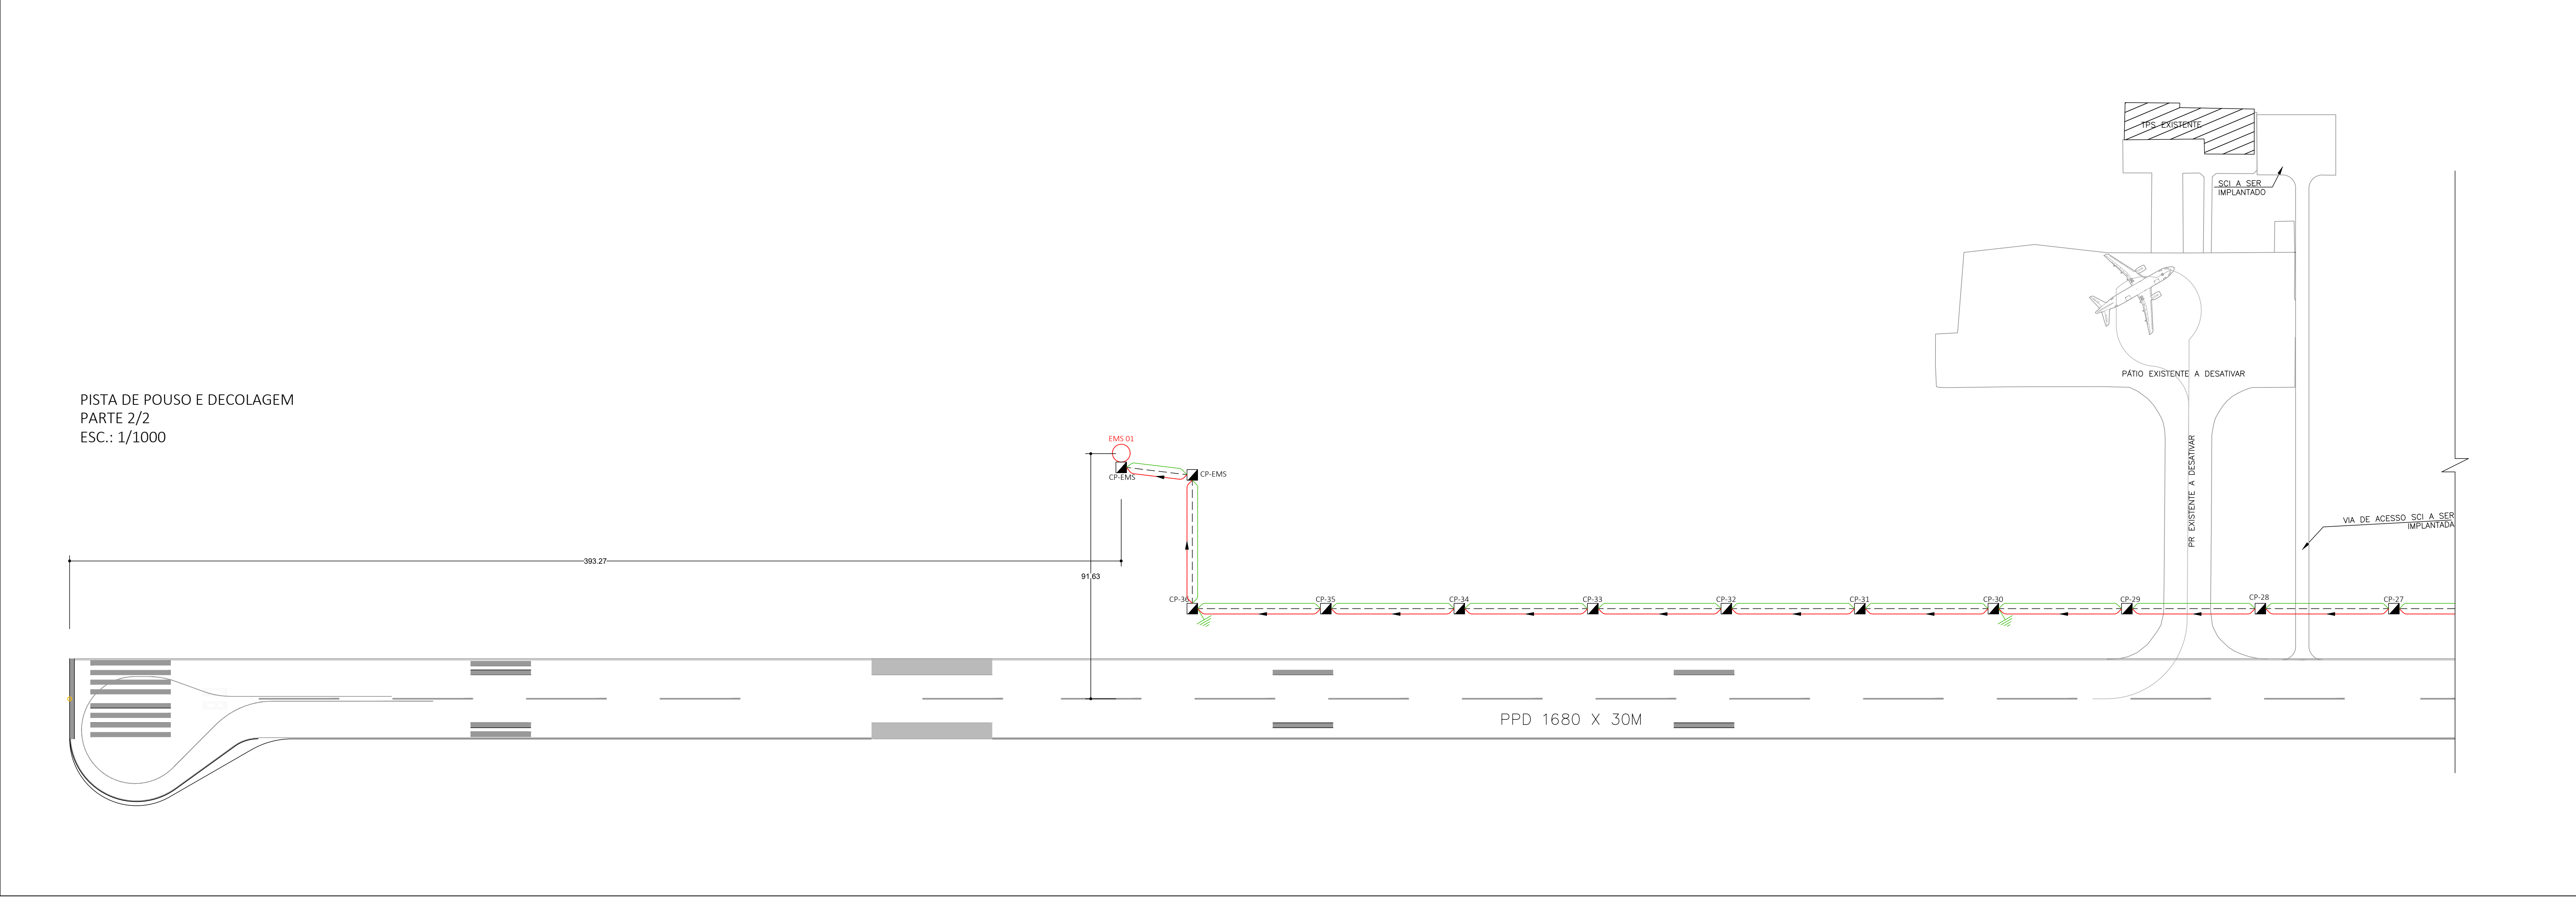 TPS EXISTENTE
SCI A SER
IMPLANTADO
PÁTIO EXISTENTE A DESATIVAR
PISTA DE POUSO E DECOLAGEM
PARTE 2/2
ESC.: 1/1000
EMS 01
CP-EMS
CP-EMS
PR EXISTENTE A DESATIVAR
VIA DE ACESSO SCI A SER
IMPLANTADA
393.27
91.63
CP-36
CP-35
CP-34
CP-33
CP-32
CP-31
CP-30
CP-29
CP-28
CP-27
PPD 1680 X 30M